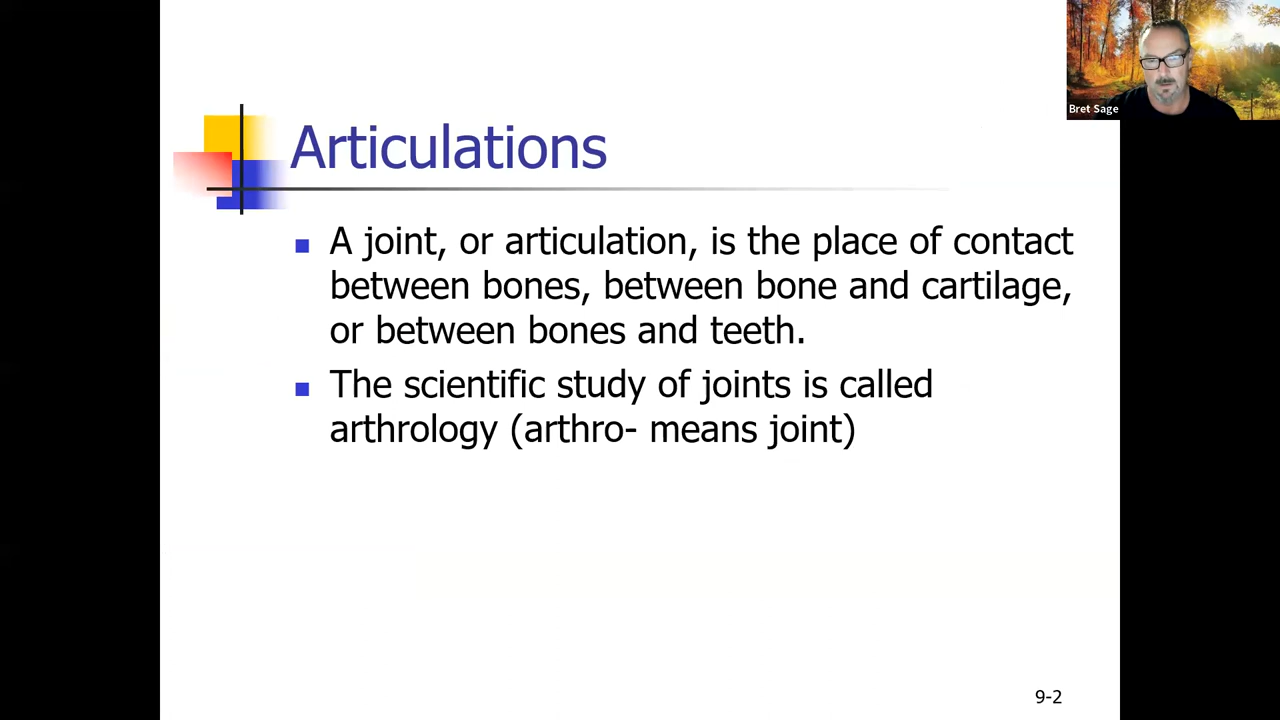 Bret Sage
Articulations
A joint, or articulation, is the place of contact
between bones, between bone and cartilage,
or between bones and teeth.
The scientific study of joints is called
arthrology (arthro- means joint)
9-2